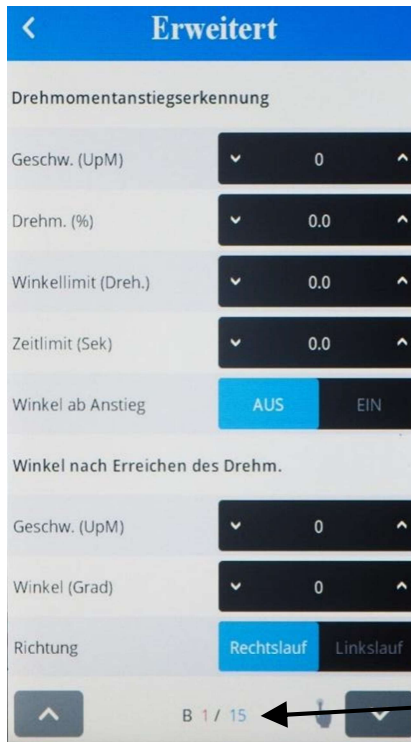 Erweitert
Drehmomentanstiegserkennung
Geschw. (UpM) 0
Drehm. (%) 0.0
Winkellimit (Dreh.) 0.0
Zeitlimit (Sek) 0.0
Winkel ab Anstieg AUS EIN
Winkel nach Erreichen des Drehm.
Geschw. (UpM) 0
Winkel (Grad) 0
Richtung Rechtslauf Linkslauf
B 1 / 15